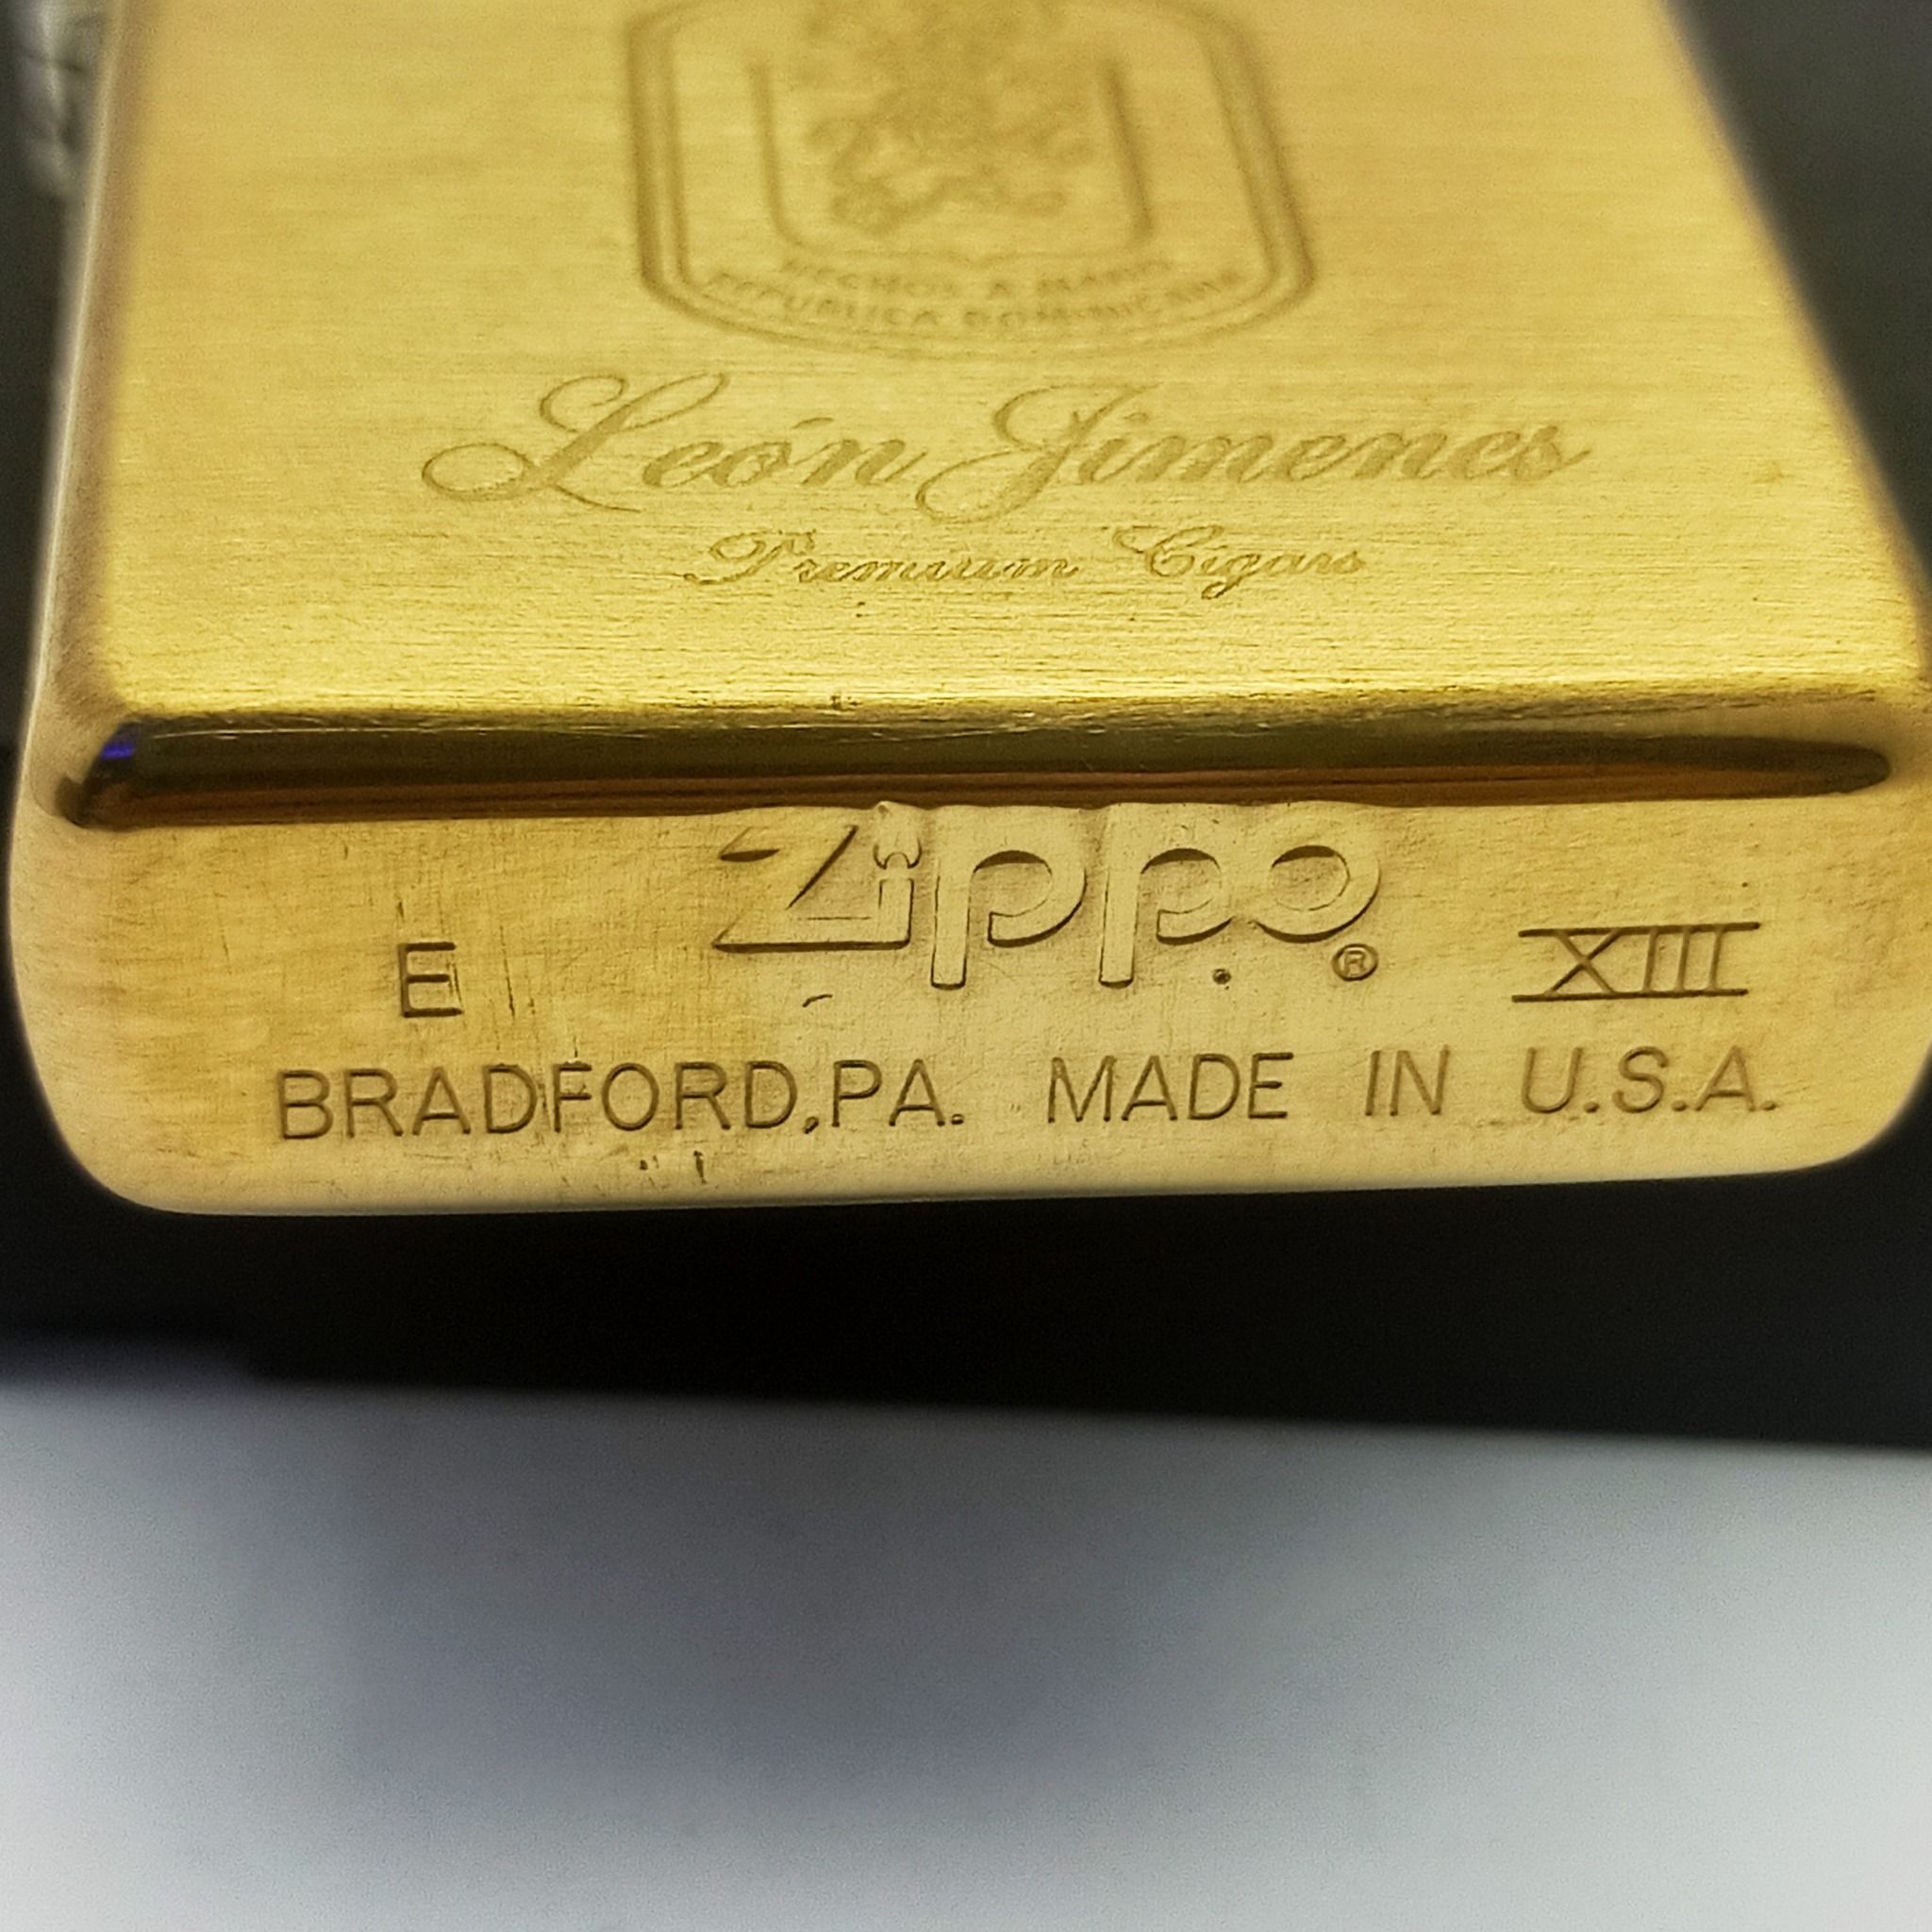 HECHOS A MANO
REPUBLICA DOMINICANA
León Jimenes
Premium Cigars
E Zippo® XIII
BRADFORD,PA. MADE IN U.S.A.